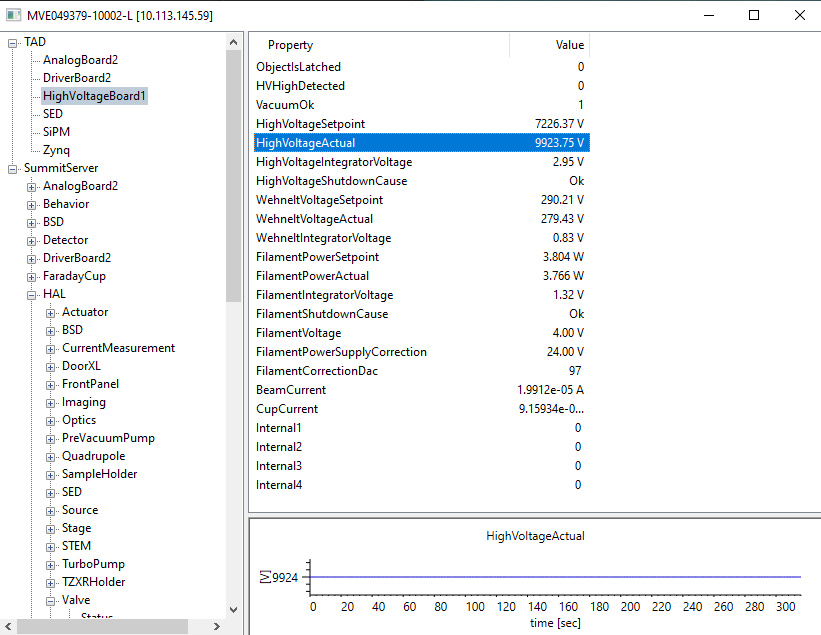 MVE049379-10002-L [10.113.145.59]
TAD
AnalogBoard2
DriverBoard2
HighVoltageBoard1
SED
SiPM
Zynq
SummitServer
AnalogBoard2
Behavior
BSD
Detector
DriverBoard2
FaradayCup
HAL
Actuator
BSD
CurrentMeasurement
DoorXL
FrontPanel
Imaging
Optics
PreVacuumPump
Quadrupole
SampleHolder
SED
Source
Stage
STEM
TurboPump
TZXRHolder
Valve
Status
Property Value
ObjectIsLatched 0
HVHighDetected 0
VacuumOk 1
HighVoltageSetpoint 7226.37 V
HighVoltageActual 9923.75 V
HighVoltageIntegratorVoltage 2.95 V
HighVoltageShutdownCause Ok
WehneltVoltageSetpoint 290.21 V
WehneltVoltageActual 279.43 V
WehneltIntegratorVoltage 0.83 V
FilamentPowerSetpoint 3.804 W
FilamentPowerActual 3.766 W
FilamentIntegratorVoltage 1.32 V
FilamentShutdownCause Ok
FilamentVoltage 4.00 V
FilamentPowerSupplyCorrection 24.00 V
FilamentCorrectionDac 97
BeamCurrent 1.9912e-05 A
CupCurrent 9.15934e-0...
Internal1 0
Internal2 0
Internal3 0
Internal4 0
HighVoltageActual
[V] 9924
0 20 40 60 80 100 120 140 160 180 200 220 240 260 280 300
time [sec]